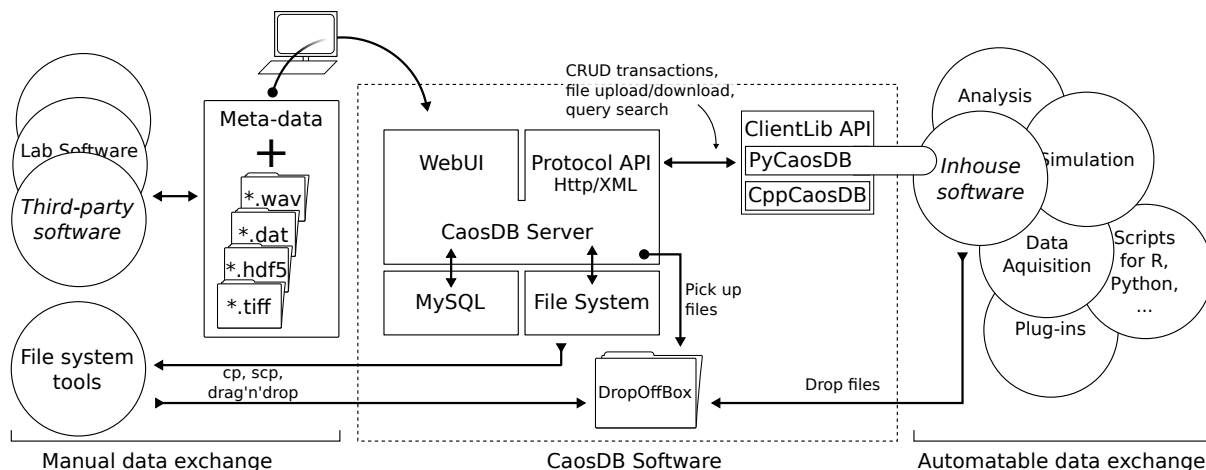 Lab Software
Third-party
software
File system
tools
Meta-data
+
*.wav
*.dat
*.hdf5
*.tiff
cp, scp,
drag'n'drop
Manual data exchange
WebUI
Protocol API
Http/XML
CaosDB Server
MySQL
File System
Pick up
files
DropOffBox
CRUD transactions,
file upload/download,
query search
ClientLib API
PyCaosDB
CppCaosDB
CaosDB Software
Drop files
Analysis
Simulation
Inhouse
software
Data
Aquisition
Scripts
for R,
Python,
...
Plug-ins
Automatable data exchange